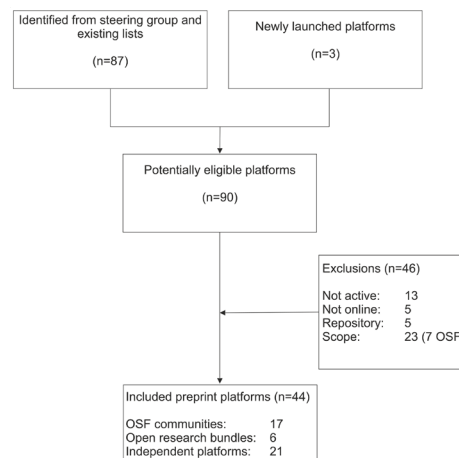 Identified from steering group and
existing lists
(n=87)
Newly launched platforms
(n=3)
Potentially eligible platforms
(n=90)
Exclusions (n=46)
Not active: 13
Not online: 5
Repository: 5
Scope: 23 (7 OSF
Included preprint platforms (n=44)
OSF communities: 17
Open research bundles: 6
Independent platforms: 21